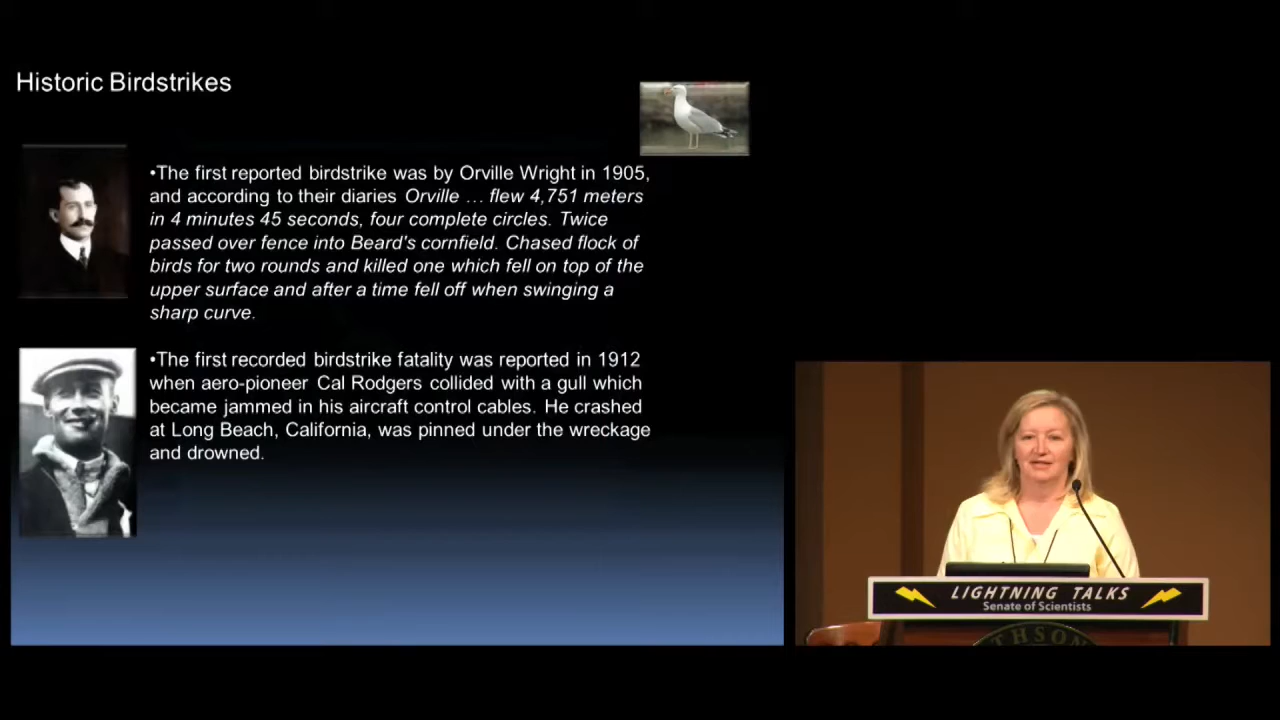 Historic Birdstrikes
•The first reported birdstrike was by Orville Wright in 1905,
and according to their diaries Orville … flew 4,751 meters
in 4 minutes 45 seconds, four complete circles. Twice
passed over fence into Beard's cornfield. Chased flock of
birds for two rounds and killed one which fell on top of the
upper surface and after a time fell off when swinging a
sharp curve.
•The first recorded birdstrike fatality was reported in 1912
when aero-pioneer Cal Rodgers collided with a gull which
became jammed in his aircraft control cables. He crashed
at Long Beach, California, was pinned under the wreckage
and drowned.
LIGHTNING TALKS
Senate of Scientists
THSON